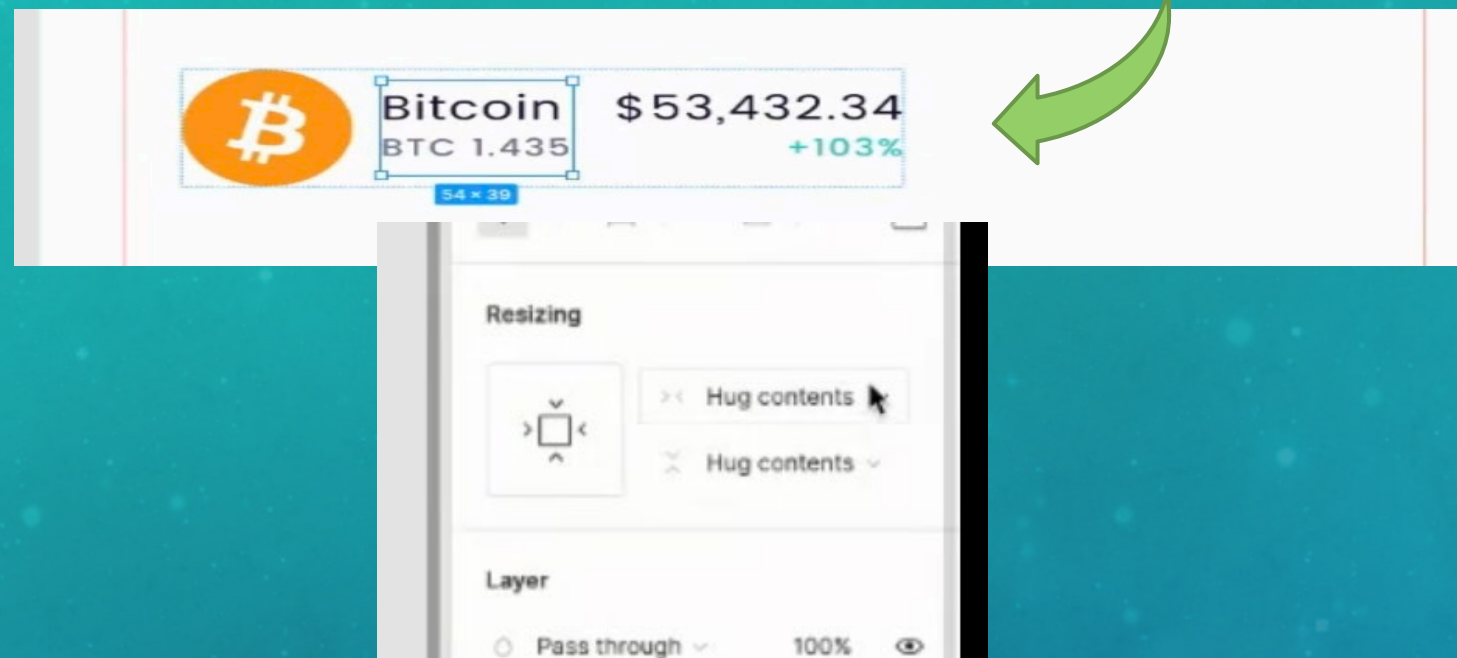 Bitcoin $53,432.34
BTC 1.435 +103%
54 × 39
Resizing
Hug contents
Hug contents
Layer
Pass through 100%